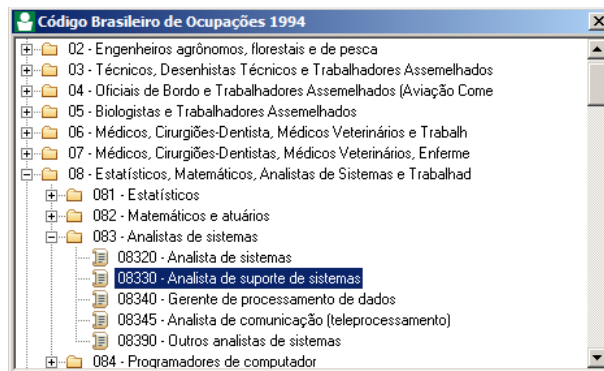 Código Brasileiro de Ocupações 1994
02 - Engenheiros agrônomos, florestais e de pesca
03 - Técnicos, Desenhistas Técnicos e Trabalhadores Assemelhados
04 - Oficiais de Bordo e Trabalhadores Assemelhados (Aviação Come
05 - Biologistas e Trabalhadores Assemelhados
06 - Médicos, Cirurgiões-Dentista, Médicos Veterinários e Trabalh
07 - Médicos, Cirurgiões-Dentistas, Médicos Veterinários, Enferme
08 - Estatísticos, Matemáticos, Analistas de Sistemas e Trabalhad
081 - Estatísticos
082 - Matemáticos e atuários
083 - Analistas de sistemas
08320 - Analista de sistemas
08330 - Analista de suporte de sistemas
08340 - Gerente de processamento de dados
08345 - Analista de comunicação (teleprocessamento)
08390 - Outros analistas de sistemas
084 - Programadores de computador